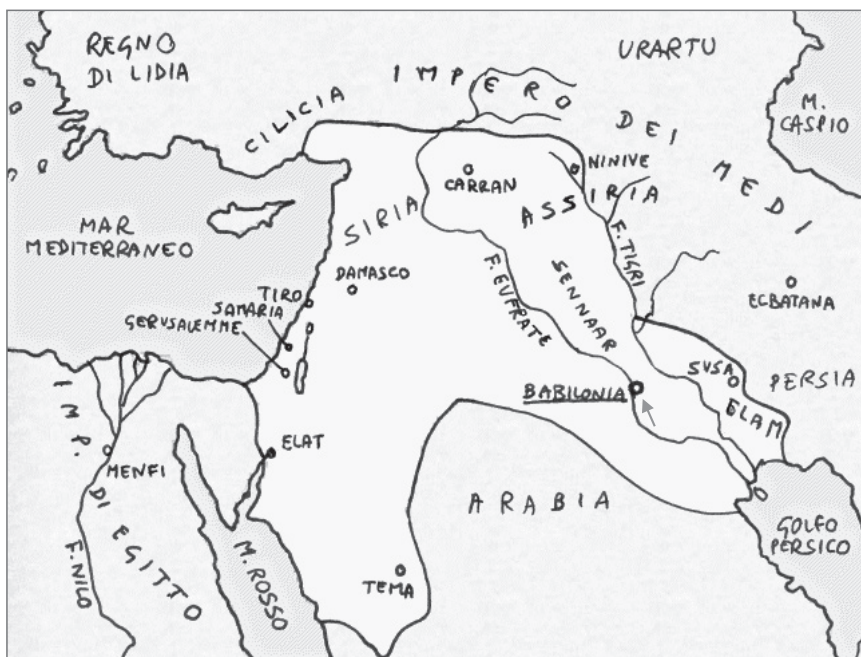 REGNO
DI LIDIA
URARTU
IMPERO
DEI MEDI
M.
CASPIO
CILICIA
NINIVE
CARRAN
ASSIRIA
MAR
MEDITERRANEO
SIRIA
F. TIGRI
DAMASCO
TIRO
SAMARIA
GERUSALEMME
F. EUFRATE
SENNAAR
ECBATANA
SUSA
PERSIA
BABILONIA
ELAM
IMP.
DI EGITTO
MENFI
ELAT
ARABIA
GOLFO
PERSICO
F. NILO
M. ROSSO
TEMA